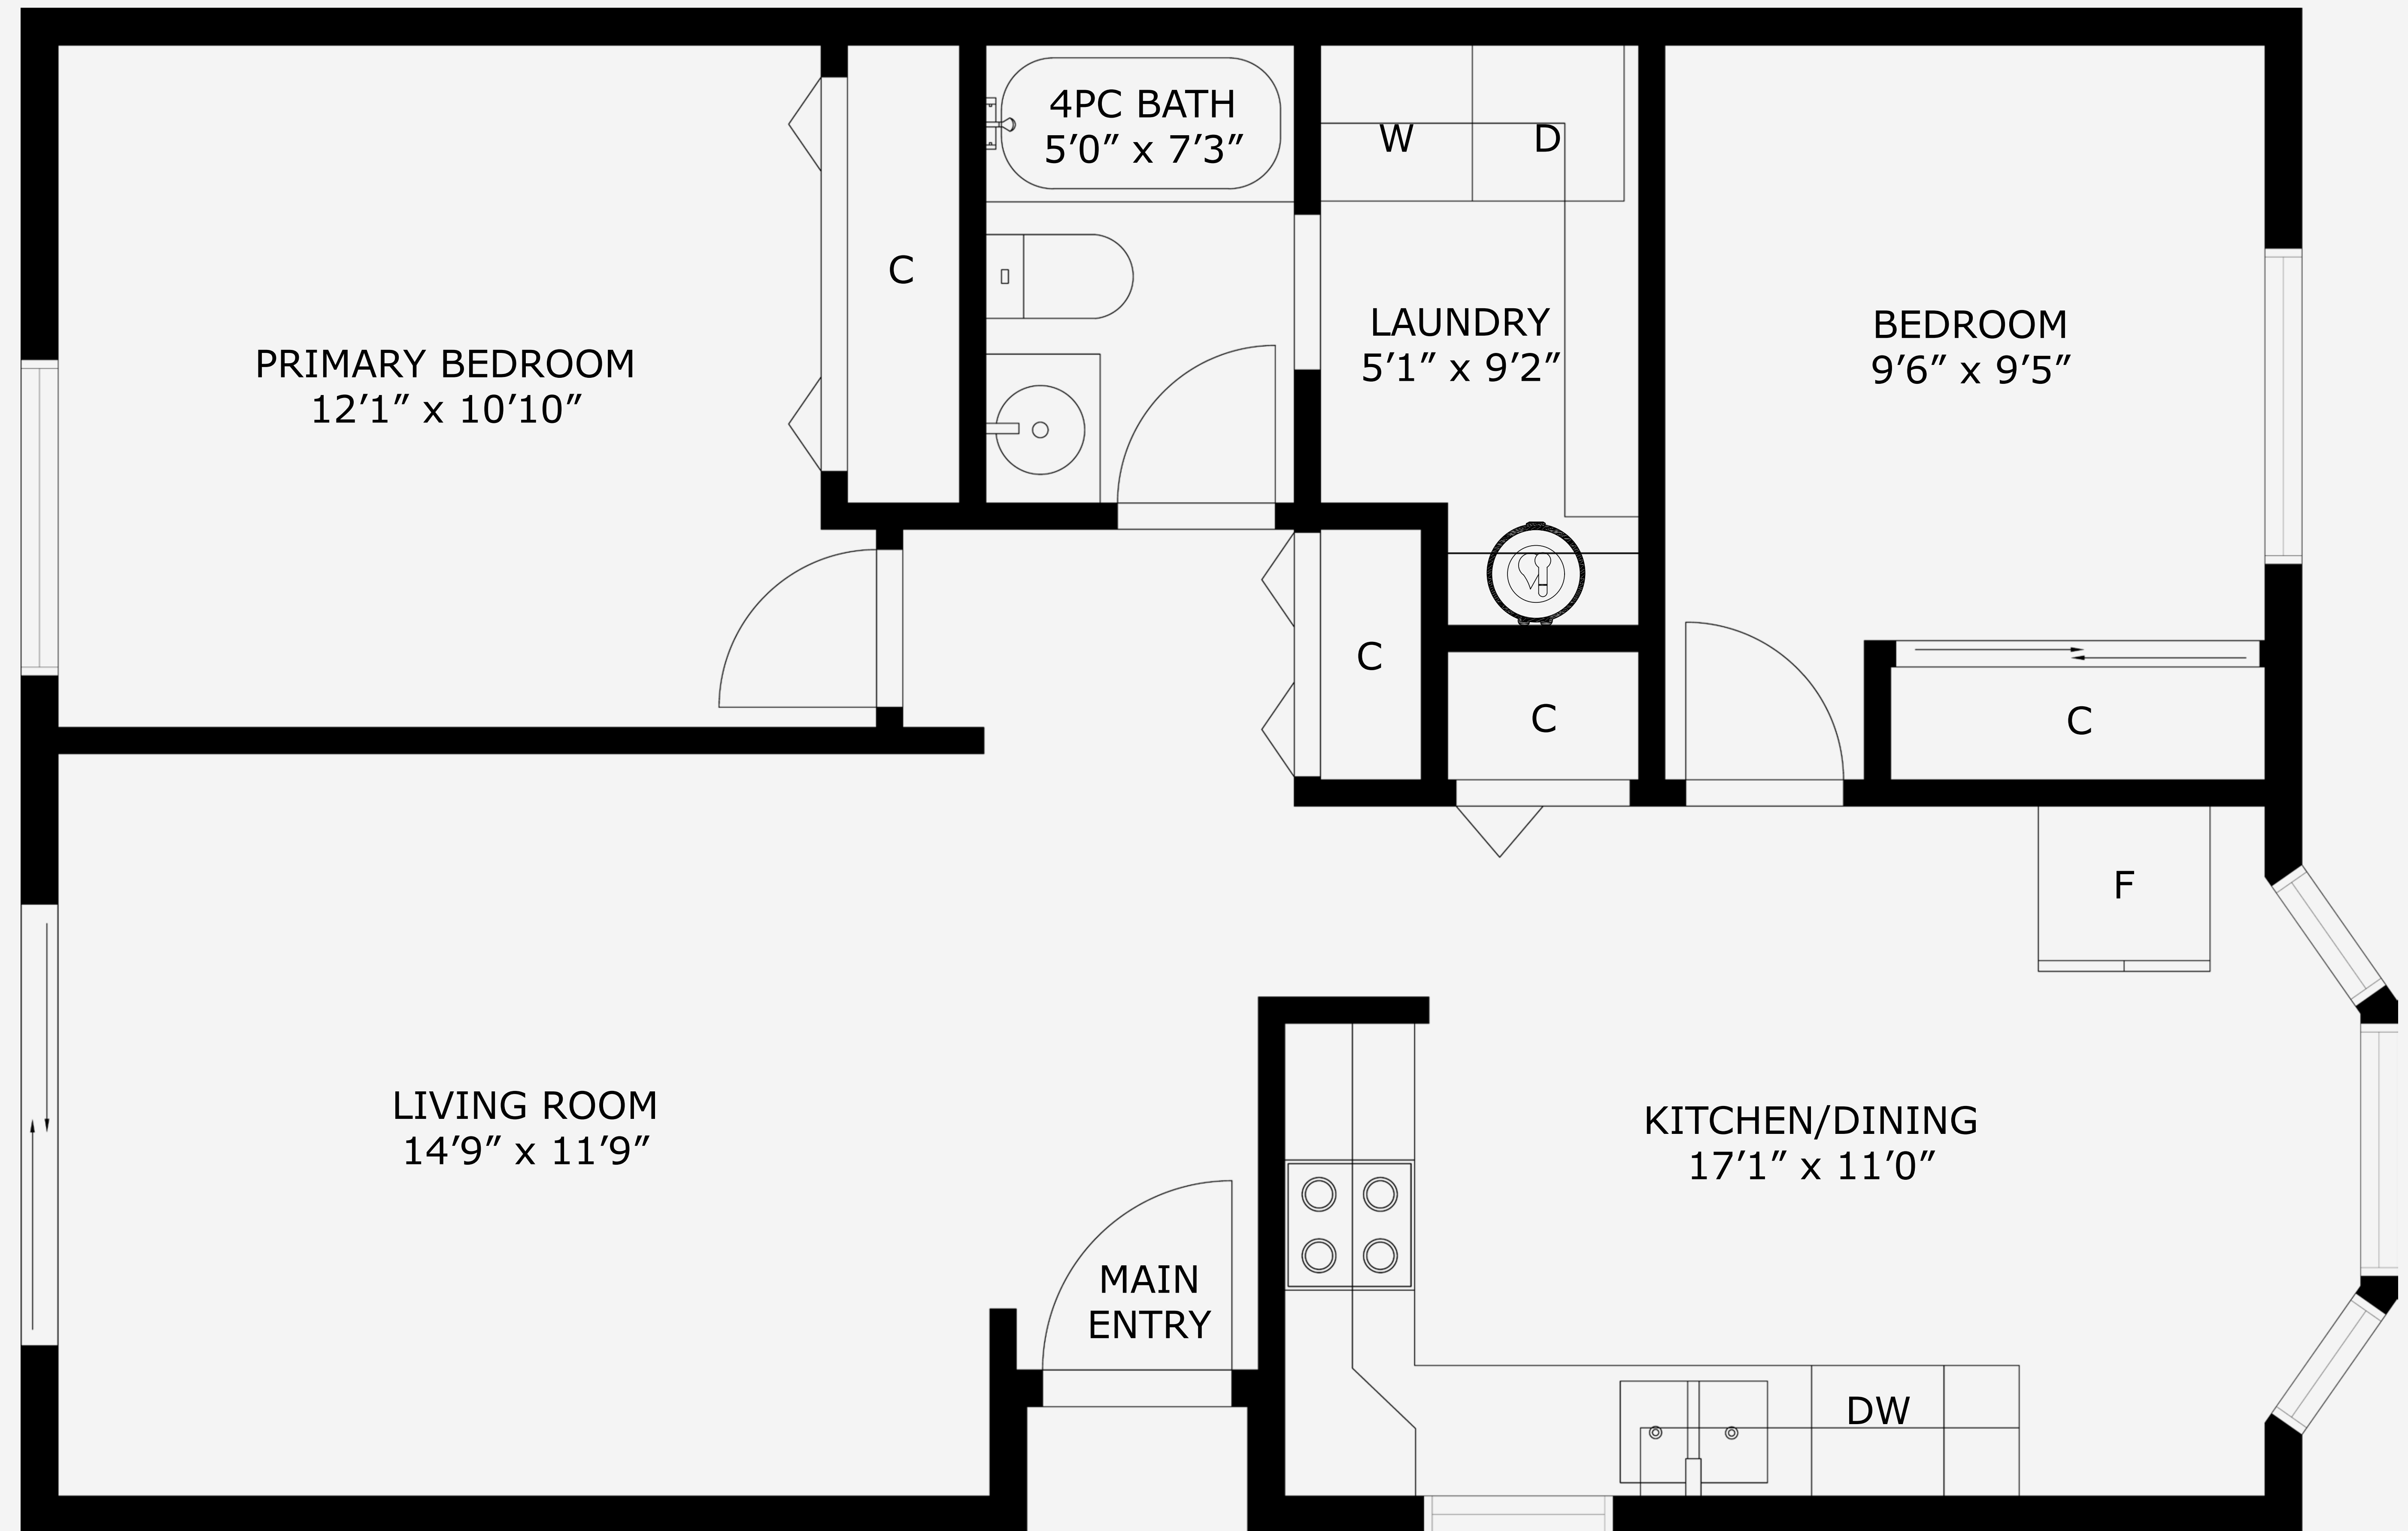 4PC BATH
5’0” x 7’3”
W
D
C
LAUNDRY
5’1” x 9’2”
BEDROOM
9’6” x 9’5”
PRIMARY BEDROOM
12’1” x 10’10”
C
C
C
F
LIVING ROOM
14’9” x 11’9”
KITCHEN/DINING
17’1” x 11’0”
MAIN
ENTRY
DW